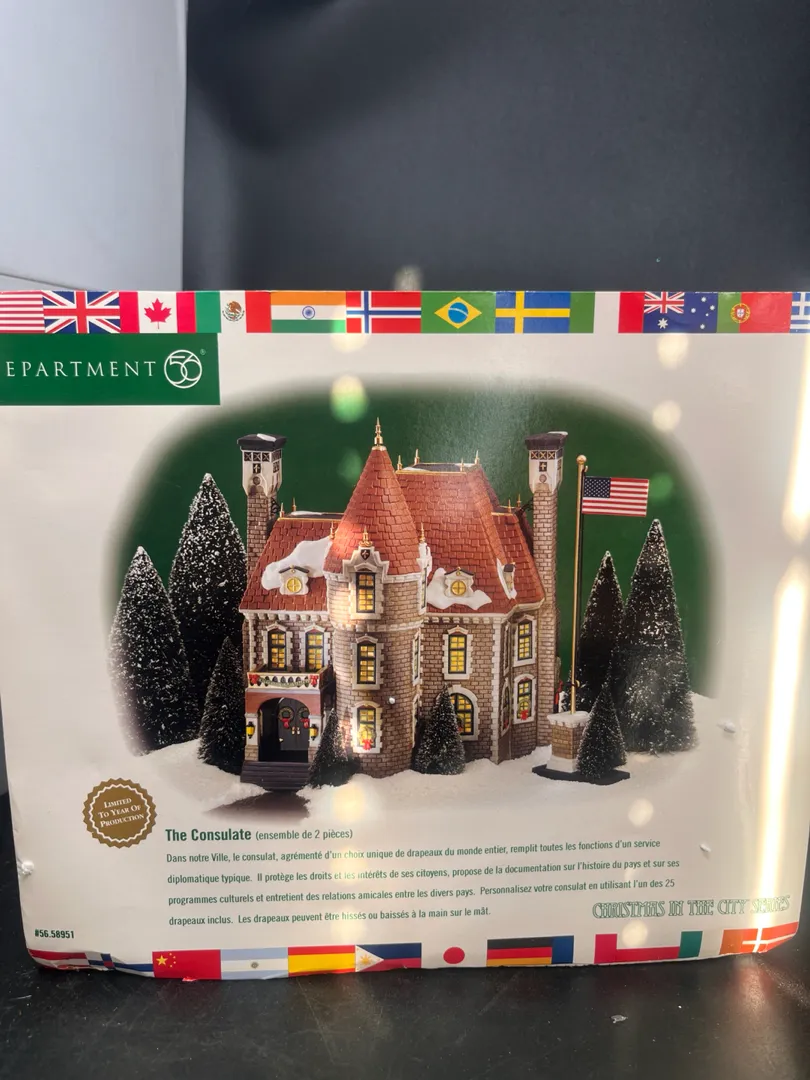 EPARTMENT 56®
The Consulate (ensemble de 2 pièces)
Dans notre Ville, le consulat, agrémenté d'un choix unique de drapeaux du monde entier, remplit toutes les fonctions d'un service
diplomatique typique. Il protège les droits et les intérêts de ses citoyens, propose de la documentation sur l'histoire du pays et sur ses
programmes culturels et entretient des relations amicales entre les divers pays. Personnalisez votre consulat en utilisant l'un des 25
drapeaux inclus. Les drapeaux peuvent être hissés ou baissés à la main sur le mât.
LIMITED
TO YEAR OF
PRODUCTION
CHRISTMAS IN THE CITY SERIES
#56.58951